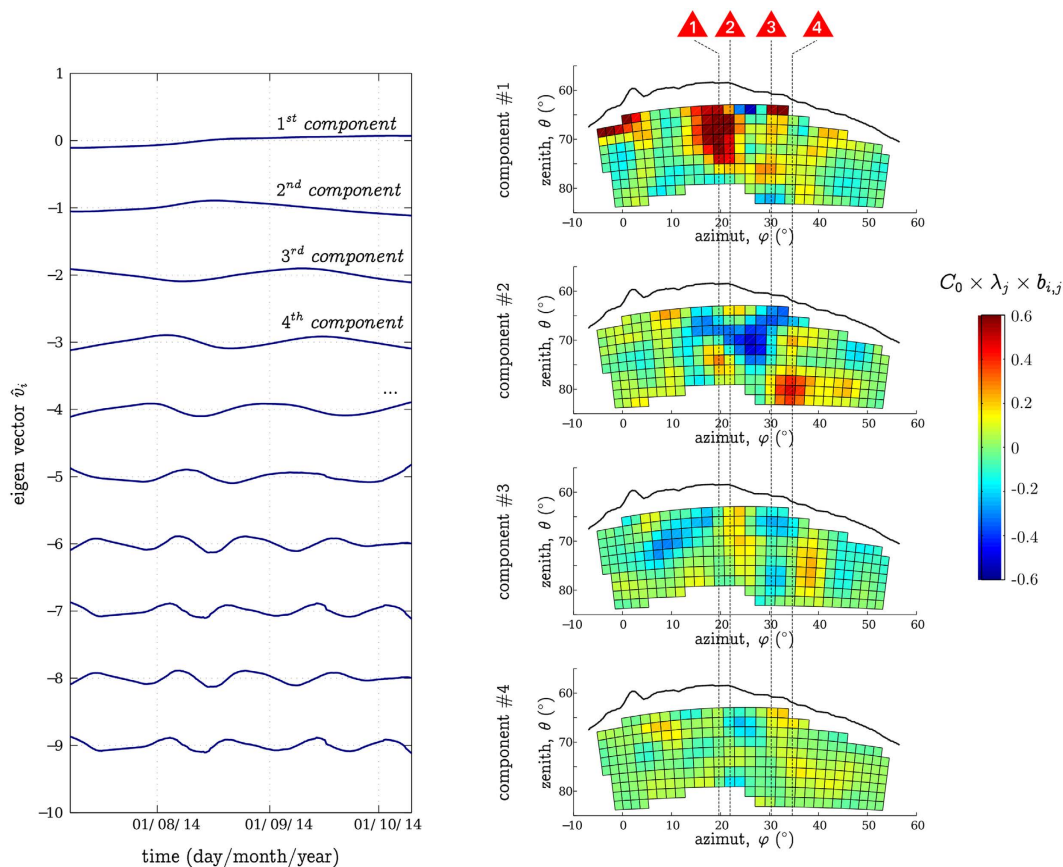 1 2 3 4
1
0
−1
−2
−3
−4
−5
−6
−7
−8
−9
−10
1st component
2nd component
3rd component
4th component
...
eigen vector v̂i
01/08/14 01/09/14 01/10/14
time (day/month/year)
component #1
zenith, θ (°)
60
70
80
−10 0 10 20 30 40 50 60
azimut, φ (°)
component #2
zenith, θ (°)
60
70
80
−10 0 10 20 30 40 50 60
azimut, φ (°)
component #3
zenith, θ (°)
60
70
80
−10 0 10 20 30 40 50 60
azimut, φ (°)
component #4
zenith, θ (°)
60
70
80
−10 0 10 20 30 40 50 60
azimut, φ (°)
C0 × λj × bi,j
0.6
0.4
0.2
0
-0.2
-0.4
-0.6